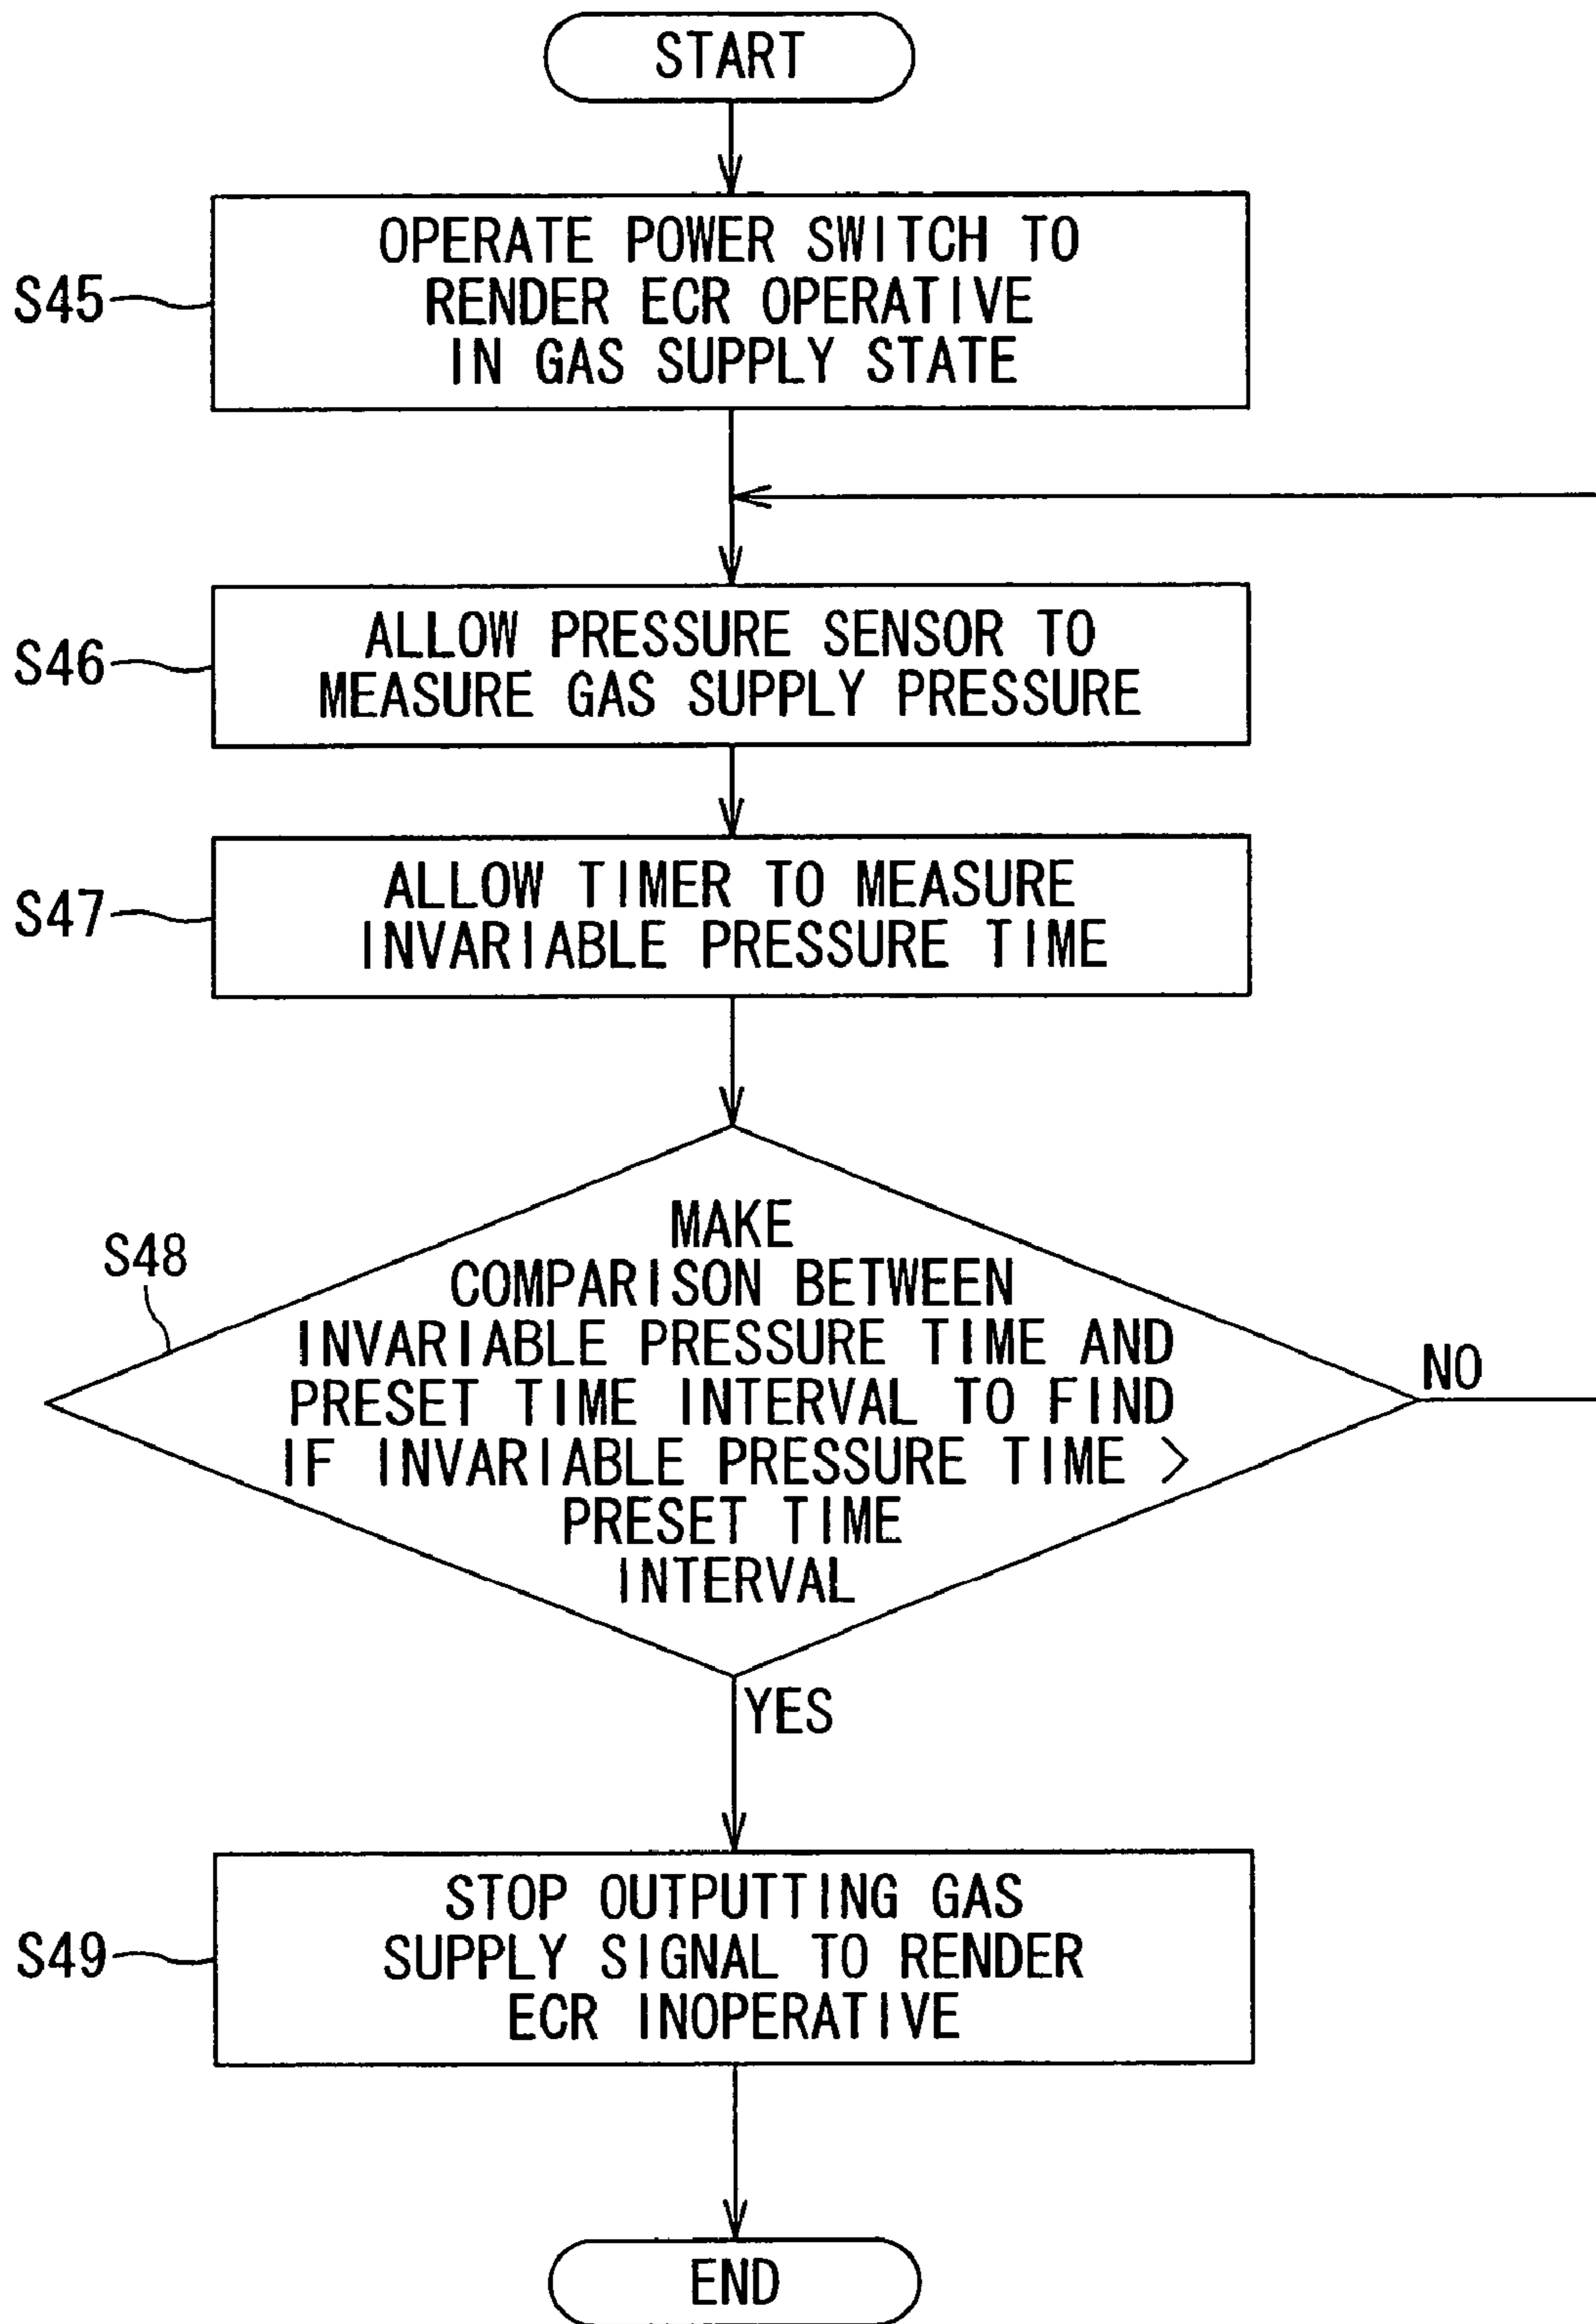 START
S45
OPERATE POWER SWITCH TO
RENDER ECR OPERATIVE
IN GAS SUPPLY STATE
S46
ALLOW PRESSURE SENSOR TO
MEASURE GAS SUPPLY PRESSURE
S47
ALLOW TIMER TO MEASURE
INVARIABLE PRESSURE TIME
S48
MAKE
COMPARISON BETWEEN
INVARIABLE PRESSURE TIME AND
PRESET TIME INTERVAL TO FIND
IF INVARIABLE PRESSURE TIME >
PRESET TIME
INTERVAL
NO
YES
S49
STOP OUTPUTTING GAS
SUPPLY SIGNAL TO RENDER
ECR INOPERATIVE
END